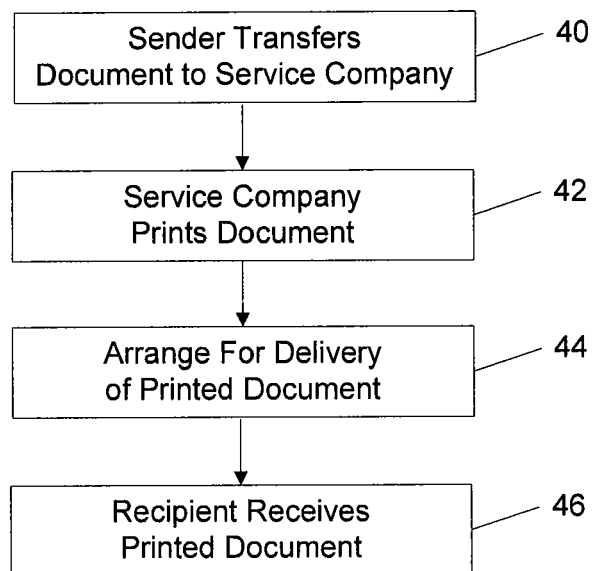 Sender Transfers
Document to Service Company
40
Service Company
Prints Document
42
Arrange For Delivery
of Printed Document
44
Recipient Receives
Printed Document
46